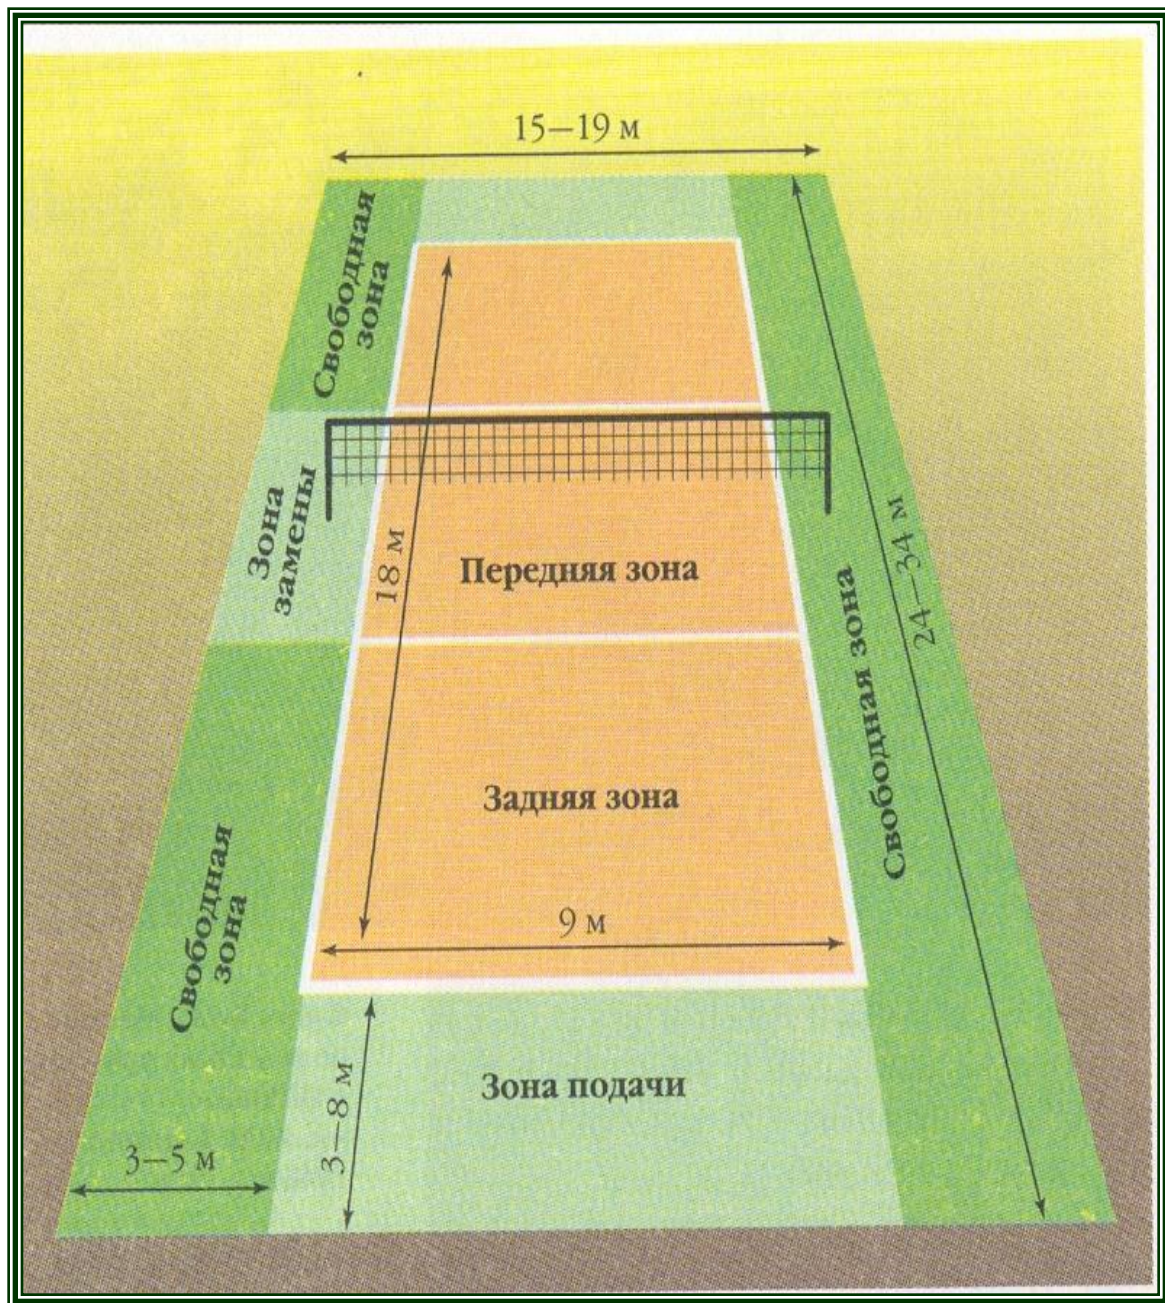 15—19 м
Свободная
зона
Зона
замены
18 м
Передняя зона
24—34 м
Свободная зона
Задняя зона
Свободная
зона
9 м
Зона подачи
3—8 м
3—5 м